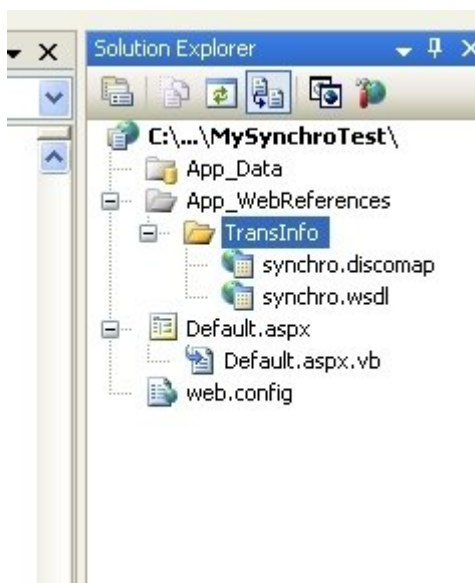 Solution Explorer
C:\...\MySynchroTest\
App_Data
App_WebReferences
TransInfo
synchro.discomap
synchro.wsdl
Default.aspx
Default.aspx.vb
web.config